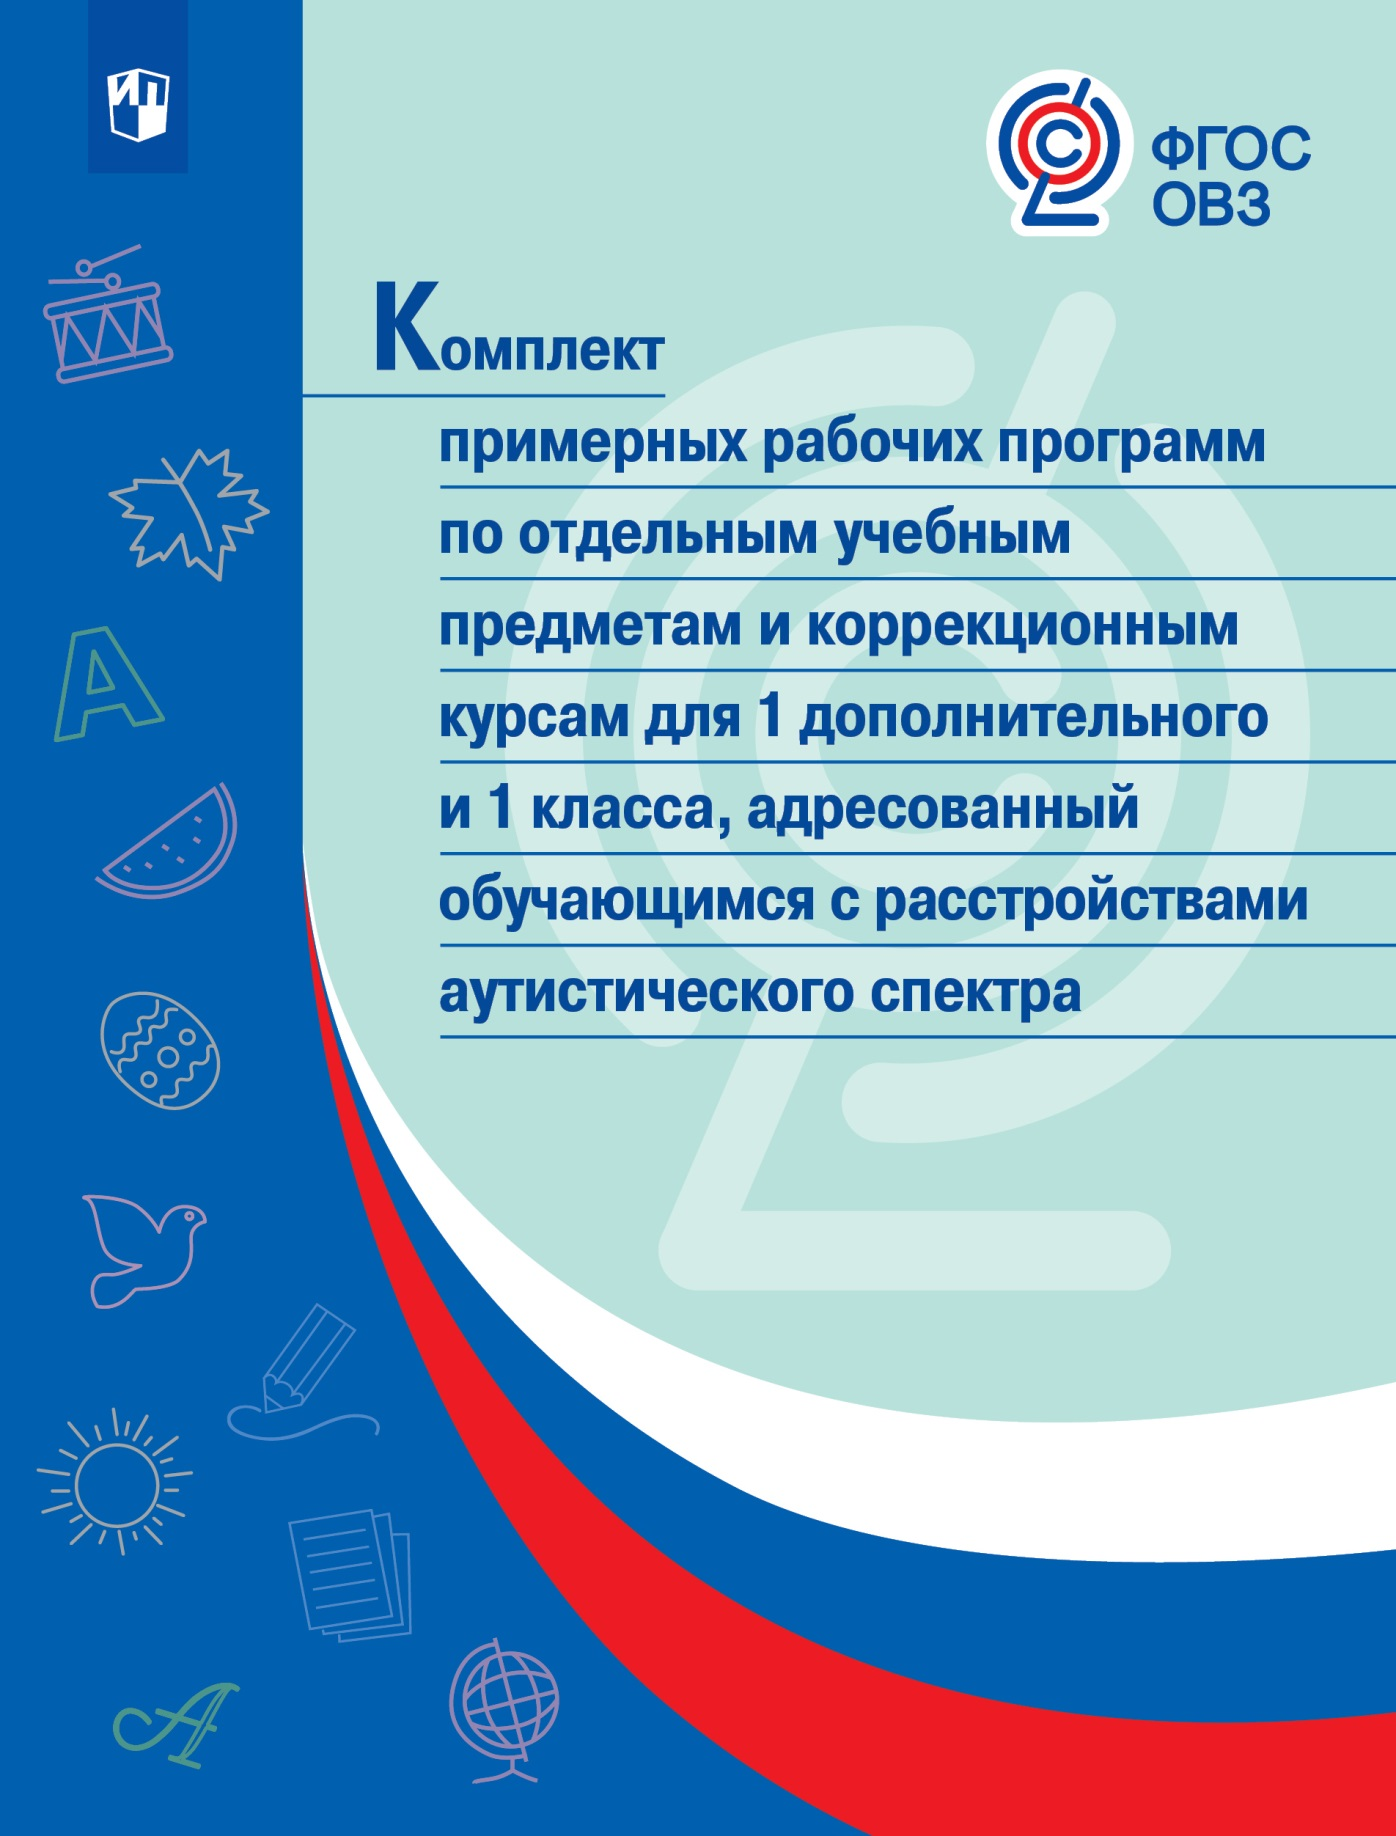 ИП
ФГОС
ОВЗ
Комплект
примерных рабочих программ
по отдельным учебным
предметам и коррекционным
курсам для 1 дополнительного
и 1 класса, адресованный
обучающимся с расстройствами
аутистического спектра
А
А